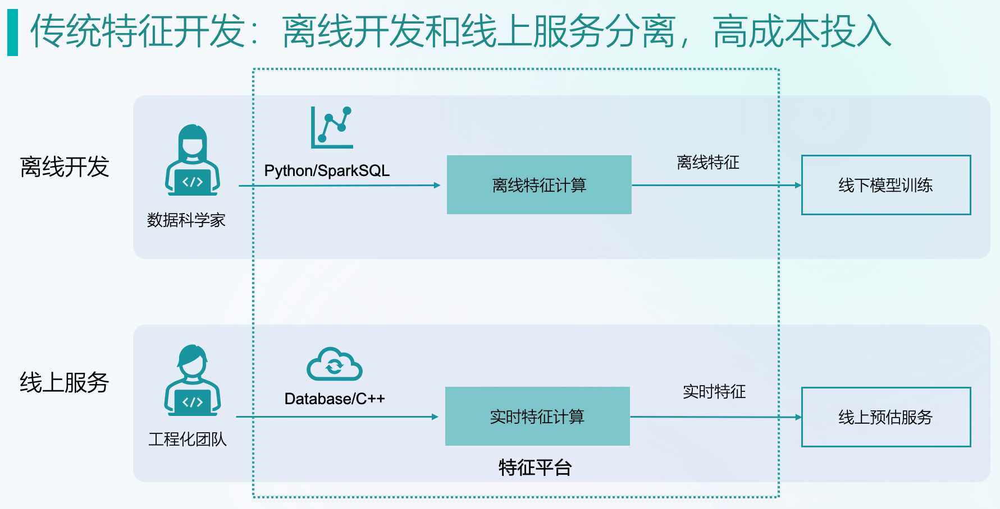 传统特征开发：离线开发和线上服务分离，高成本投入
离线开发
</>
数据科学家
Python/SparkSQL
离线特征计算
离线特征
线下模型训练
线上服务
</>
工程化团队
Database/C++
实时特征计算
实时特征
线上预估服务
特征平台